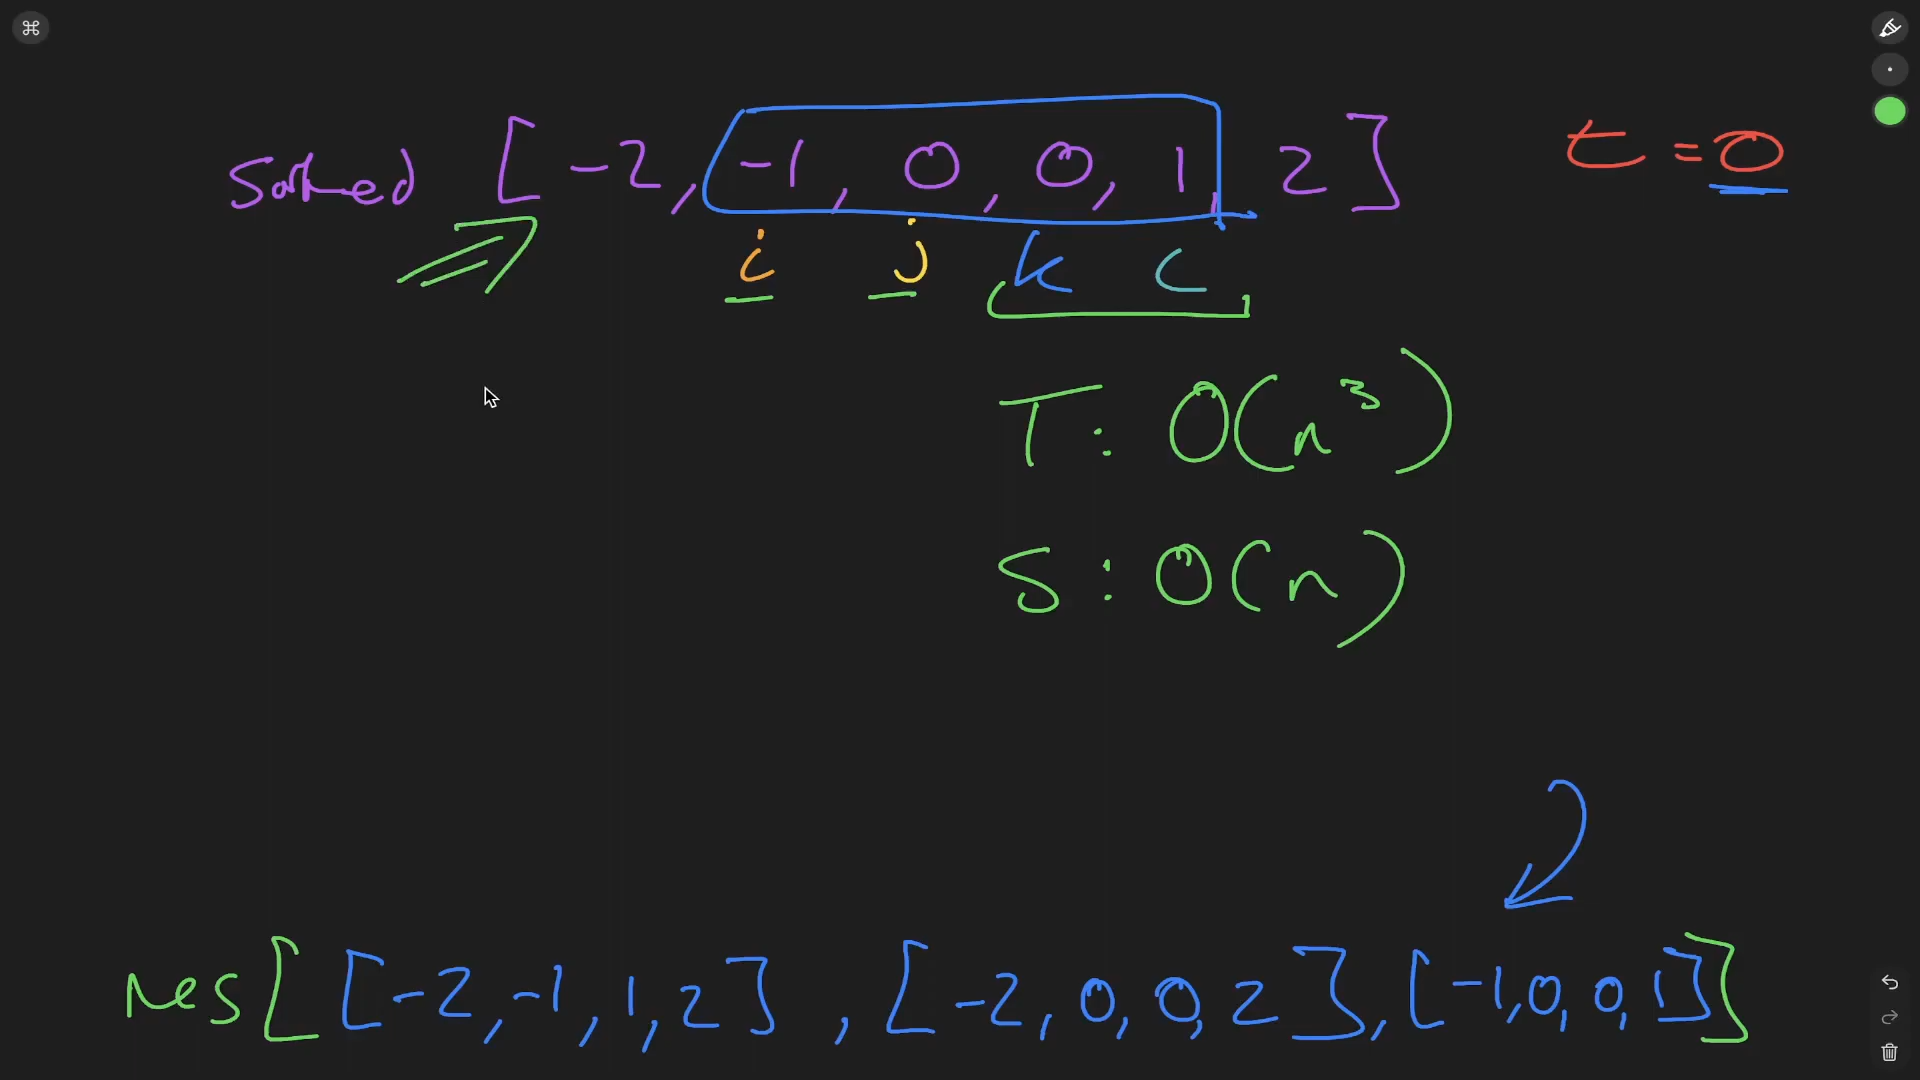 Sorted [-2, -1, 0, 0, 1, 2] t = 0
i j k l
T: O(n³)
S: O(n)
res [[-2, -1, 1, 2], [-2, 0, 0, 2], [-1, 0, 0, 1]]